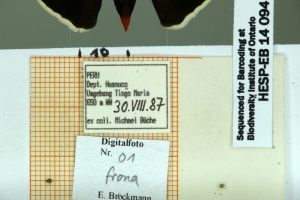 10
PERU
Dept. Huanuco
Umgebung Tingo Maria
650 m NN 30.VIII.87
ex coll. Michael Büche
Digitalfoto
Nr. 01
frona
E. Brockmann
Sequenced for Barcoding at
Biodiversity Institute of Ontario
HESP-EB 14 094